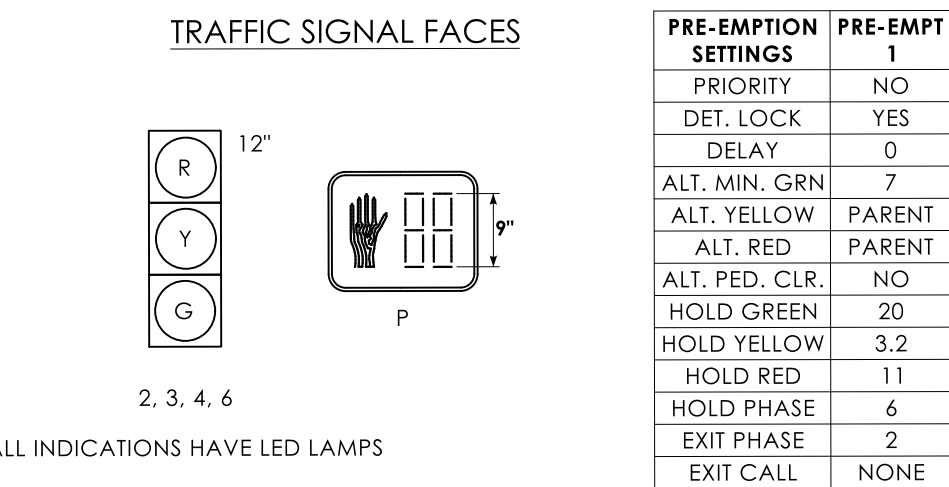 TRAFFIC SIGNAL FACES
R
12"
Y
G
9"
P
2, 3, 4, 6
ALL INDICATIONS HAVE LED LAMPS
PRE-EMPTION SETTINGS PRE-EMPT 1
PRIORITY NO
DET. LOCK YES
DELAY 0
ALT. MIN. GRN 7
ALT. YELLOW PARENT
ALT. RED PARENT
ALT. PED. CLR. NO
HOLD GREEN 20
HOLD YELLOW 3.2
HOLD RED 11
HOLD PHASE 6
EXIT PHASE 2
EXIT CALL NONE